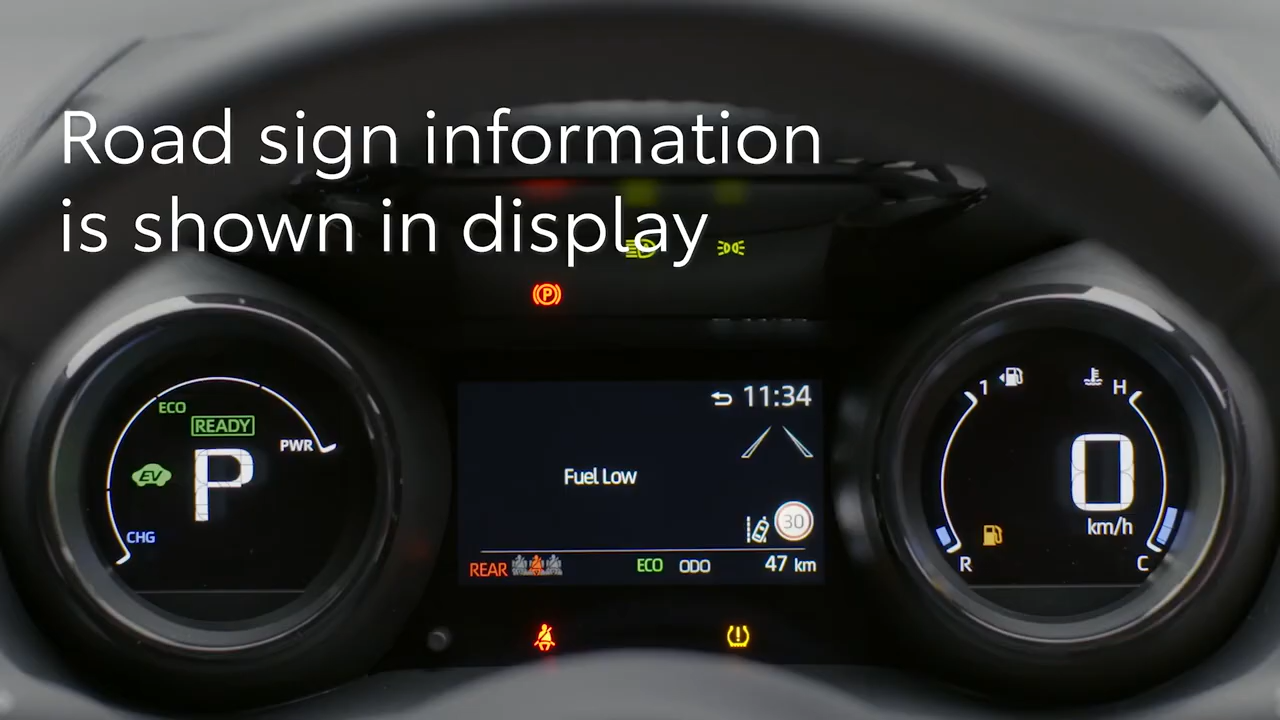 Road sign information
is shown in display
P
ECO
READY
PWR
EV
P
CHG
11:34
Fuel Low
30
REAR
ECO ODO 47 km
1
H
0
km/h
R
C